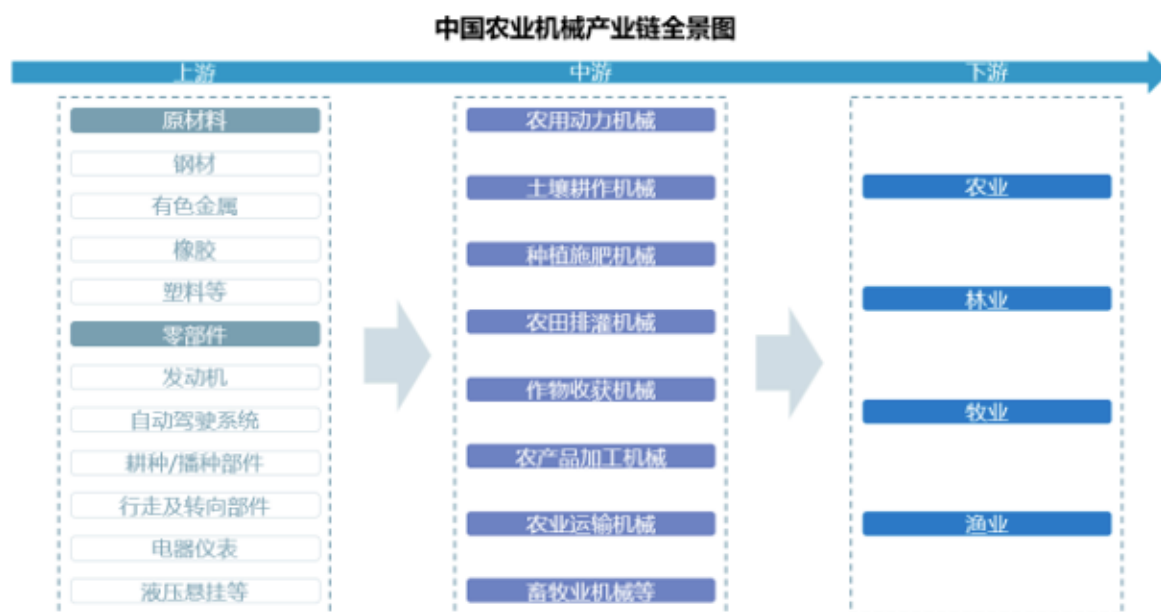 中国农业机械产业链全景图
上游
中游
下游
原材料
钢材
有色金属
橡胶
塑料等
零部件
发动机
自动驾驶系统
耕种/播种部件
行走及转向部件
电器仪表
液压悬挂等
农用动力机械
土壤耕作机械
种植施肥机械
农田排灌机械
作物收获机械
农产品加工机械
农业运输机械
畜牧业机械等
农业
林业
牧业
渔业